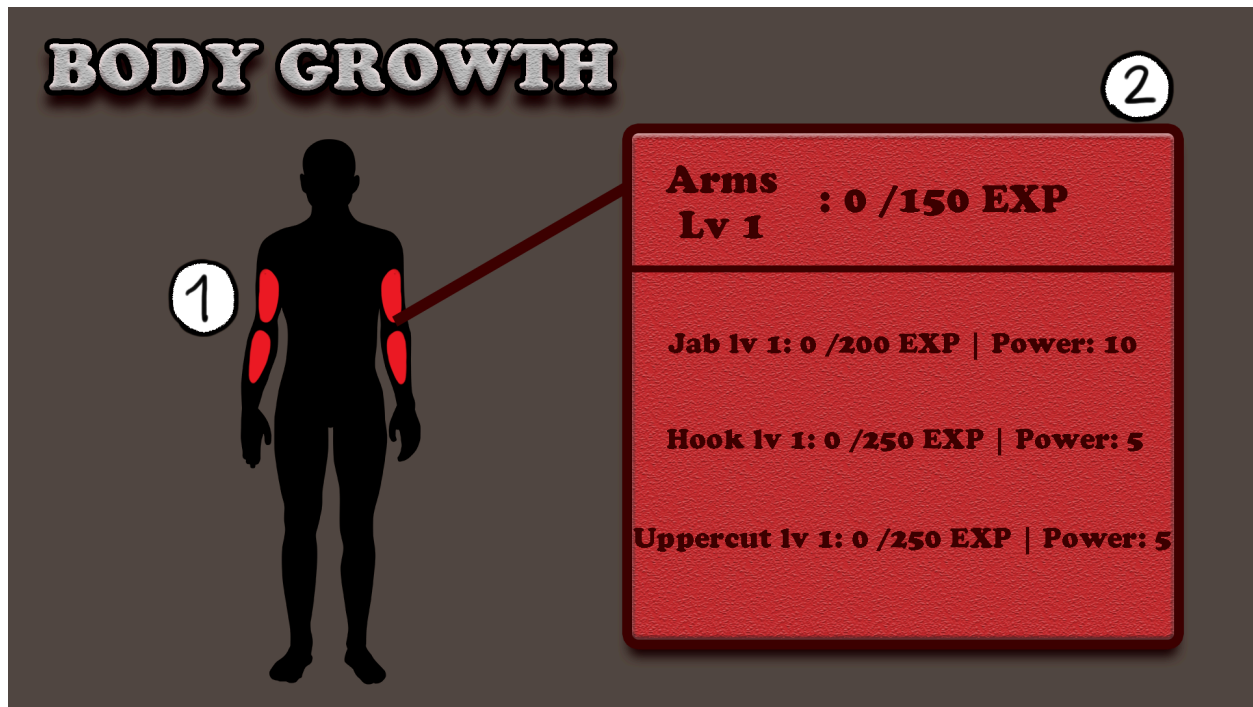 BODY GROWTH
2
Arms
Lv 1
: 0 /150 EXP
1
Jab lv 1: 0 /200 EXP | Power: 10
Hook lv 1: 0 /250 EXP | Power: 5
Uppercut lv 1: 0 /250 EXP | Power: 5